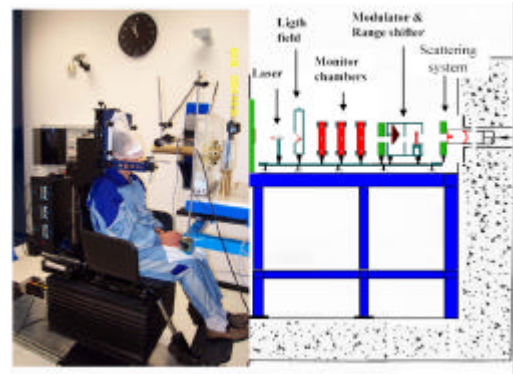 Modulator &
Range shifter
Ligth
field
Scattering
system
Monitor
chambers
Laser